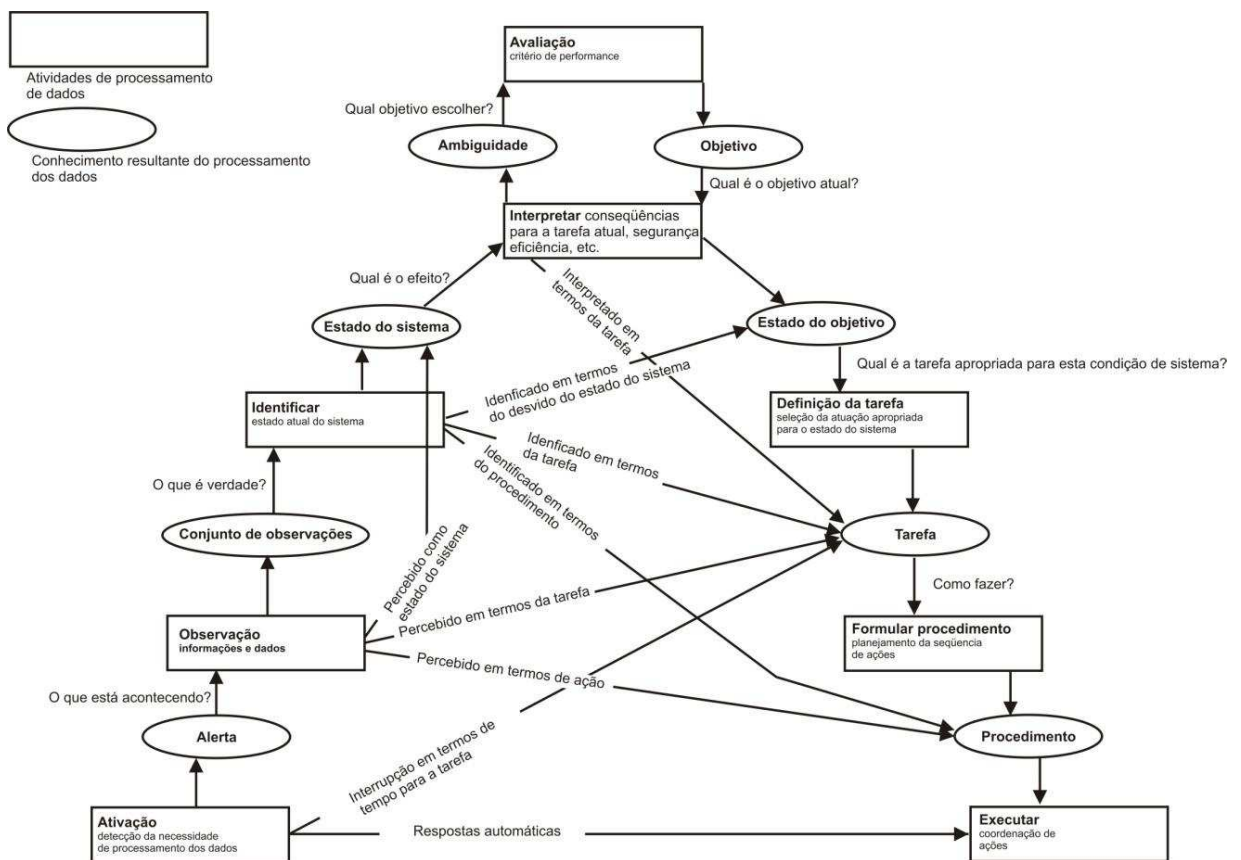 Atividades de processamento
de dados
Conhecimento resultante do processamento
dos dados
Avaliação
critério de performance
Qual objetivo escolher?
Ambiguidade
Objetivo
Qual é o objetivo atual?
Interpretar conseqüências
para a tarefa atual, segurança
eficiência, etc.
Qual é o efeito?
Interpretado em
termos da tarefa
Estado do sistema
Estado do objetivo
Qual é a tarefa apropriada para esta condição de sistema?
Idenficado em termos
do desvido do estado do sistema
Identificar
estado atual do sistema
Definição da tarefa
seleção da atuação apropriada
para o estado do sistema
Idenficado em termos
da tarefa
Identificado em termos
do procedimento
O que é verdade?
Conjunto de observações
Tarefa
Percebido como
estado do sistema
Como fazer?
Percebido em termos da tarefa
Observação
informações e dados
Formular procedimento
planejamento da seqüencia
de ações
Percebido em termos de ação
O que está acontecendo?
Alerta
Procedimento
Interrupção em termos de
tempo para a tarefa
Ativação
detecção da necessidade
de processamento dos dados
Respostas automáticas
Executar
coordenação de
ações